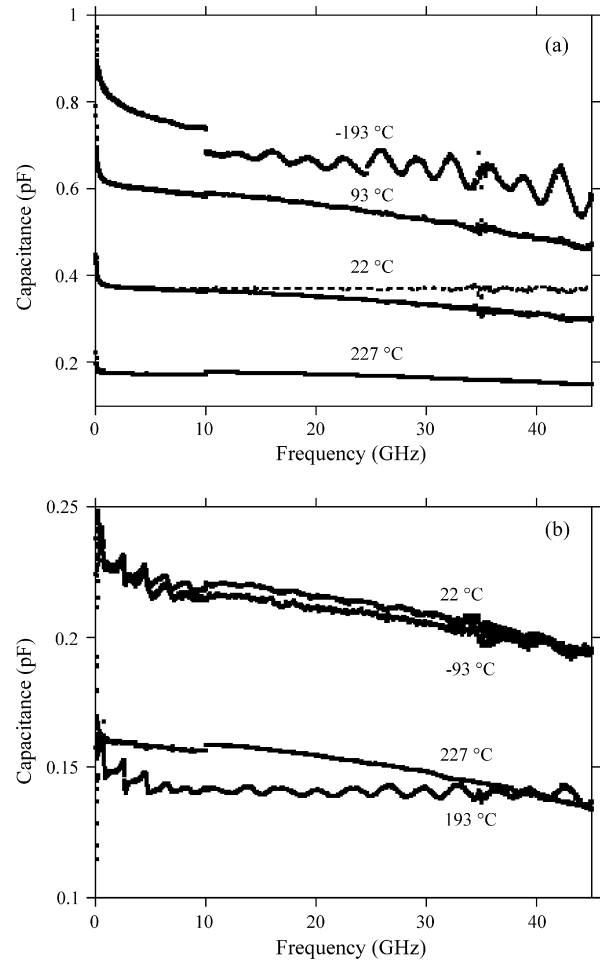 1
(a)
0.8
-193 °C
0.6
93 °C
22 °C
0.4
227 °C
0.2
0 10 20 30 40
Frequency (GHz)
Capacitance (pF)
0.25
(b)
22 °C
0.2
-93 °C
227 °C
0.15
193 °C
0.1
0 10 20 30 40
Frequency (GHz)
Capacitance (pF)